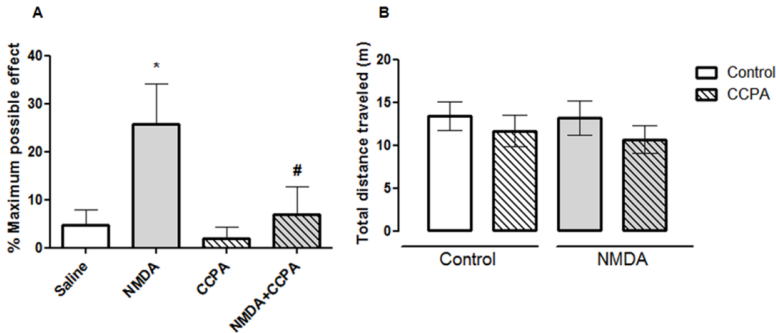 A
% Maximum possible effect
40
30
20
10
0
*
#
Saline
NMDA
CCPA
NMDA+CCPA
B
Total distance traveled (m)
20
15
10
5
0
Control
NMDA
Control
CCPA